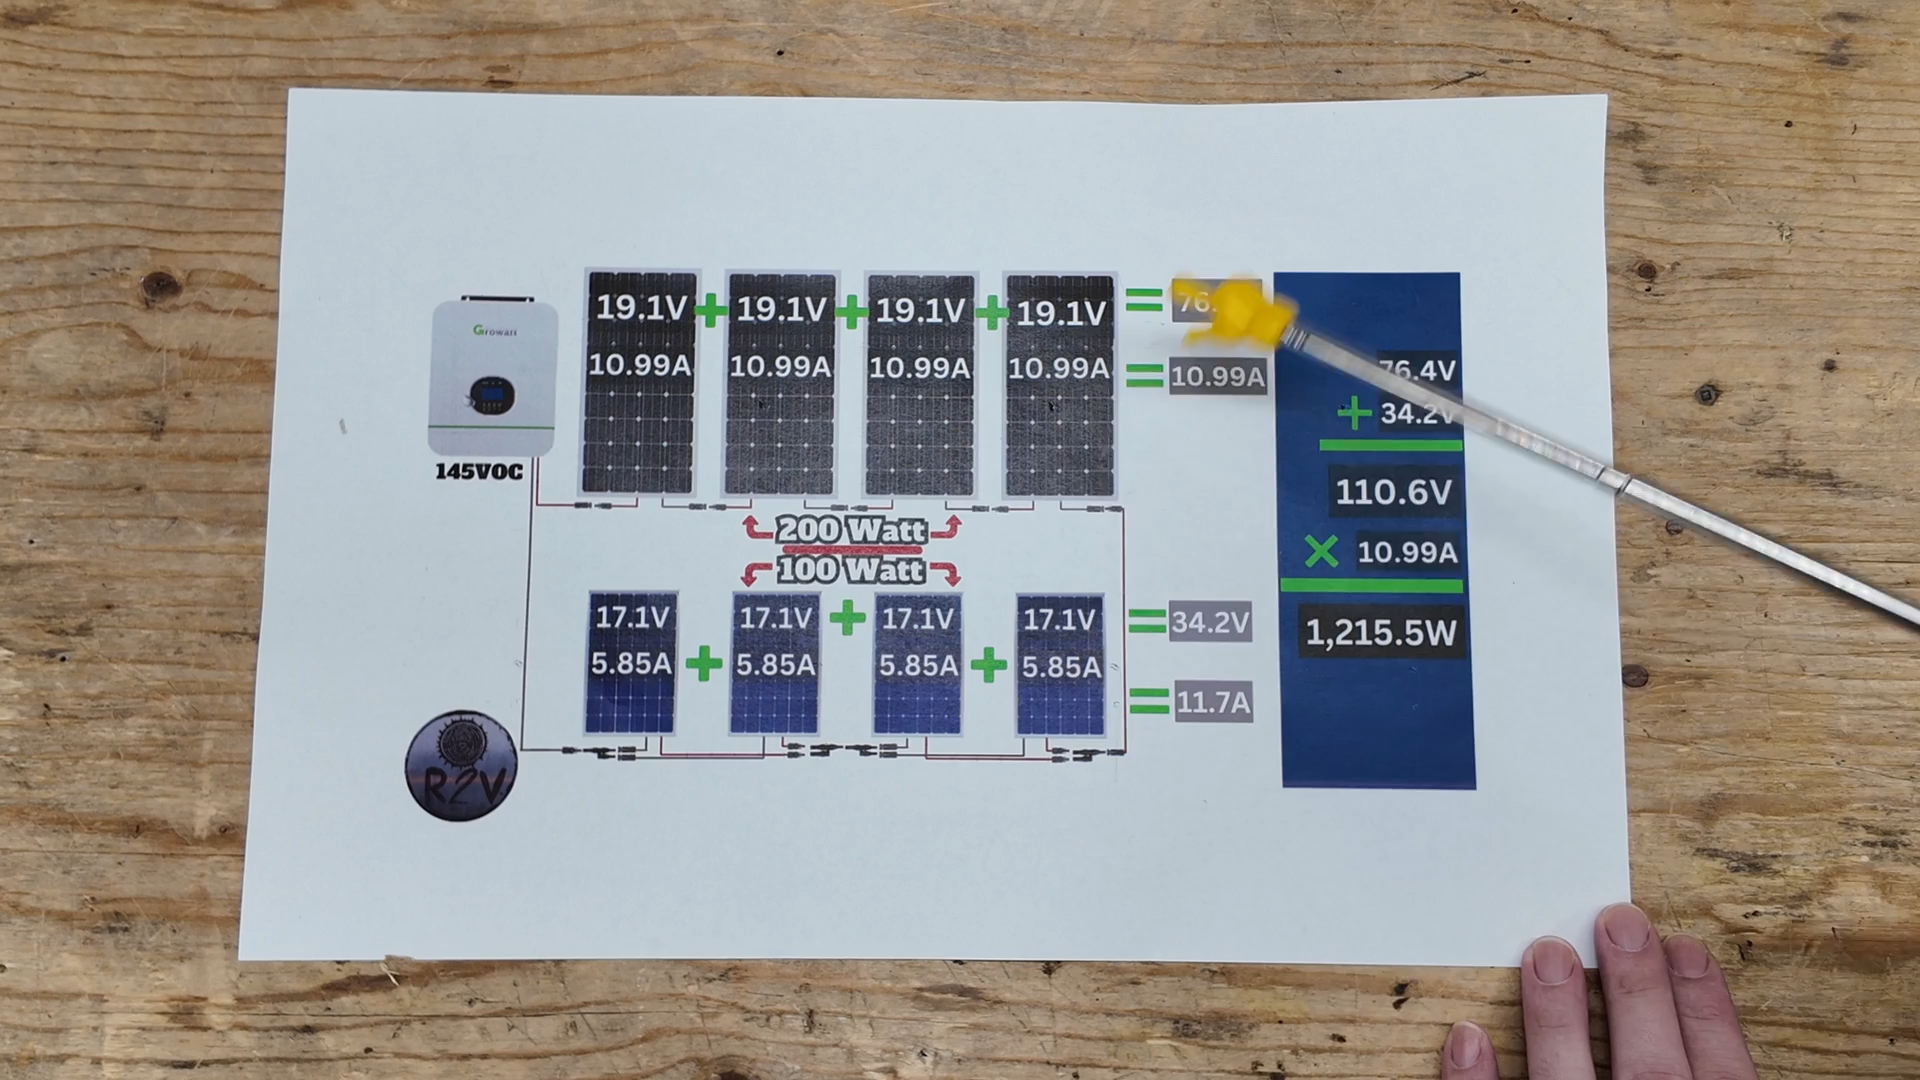 Growatt
145VOC
19.1V + 19.1V + 19.1V + 19.1V =
10.99A 10.99A 10.99A 10.99A = 10.99A
200 Watt
100 Watt
17.1V 17.1V + 17.1V 17.1V = 34.2V
5.85A + 5.85A 5.85A + 5.85A = 11.7A
76.4V
+ 34.2V
110.6V
× 10.99A
1,215.5W
R2V